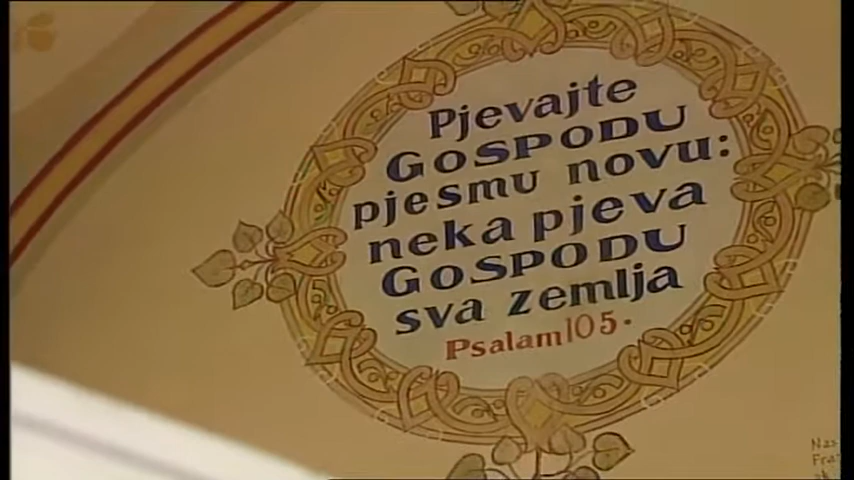 Pjevajte
GOSPODU
pjesmu novu:
neka pjeva
GOSPODU
sva zemlja
Psalam 105.